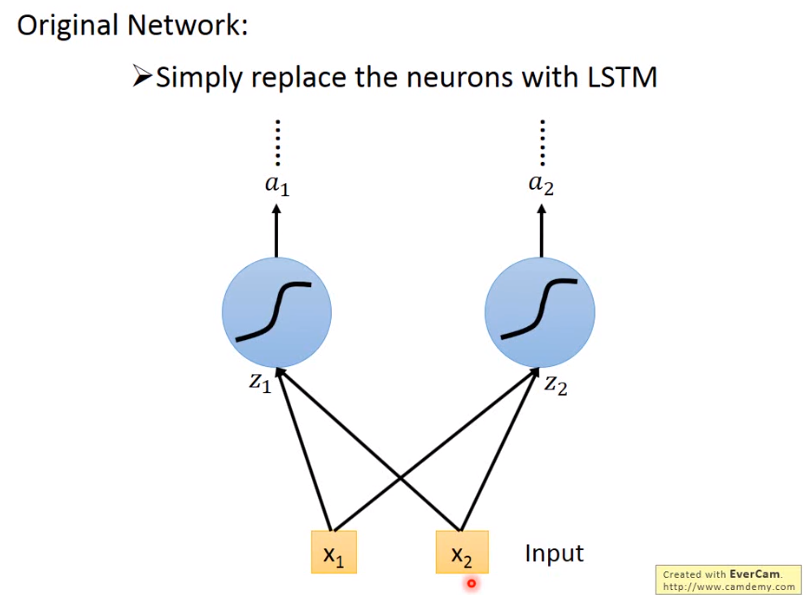 Original Network:
➤Simply replace the neurons with LSTM
a₁ a₂
z₁ z₂
x₁ x₂ Input
Created with EverCam.
http://www.camdemy.com